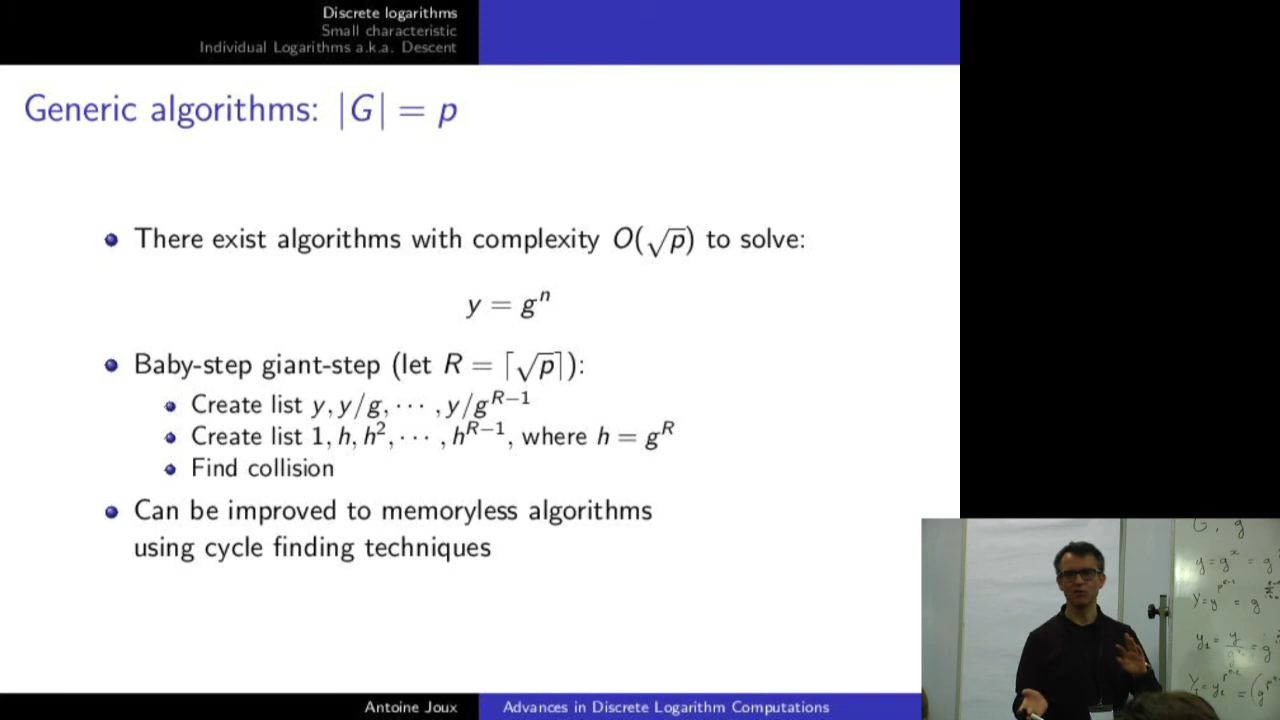 Discrete logarithms
Small characteristic
Individual Logarithms a.k.a. Descent
Generic algorithms: |G| = p
There exist algorithms with complexity O(√p) to solve:
y = gⁿ
Baby-step giant-step (let R = ⌈√p⌉):
Create list y, y/g, ⋯ , y/g^{R−1}
Create list 1, h, h², ⋯ , h^{R−1}, where h = g^R
Find collision
Can be improved to memoryless algorithms
using cycle finding techniques
G, g
y = g^x = g
Antoine Joux
Advances in Discrete Logarithm Computations